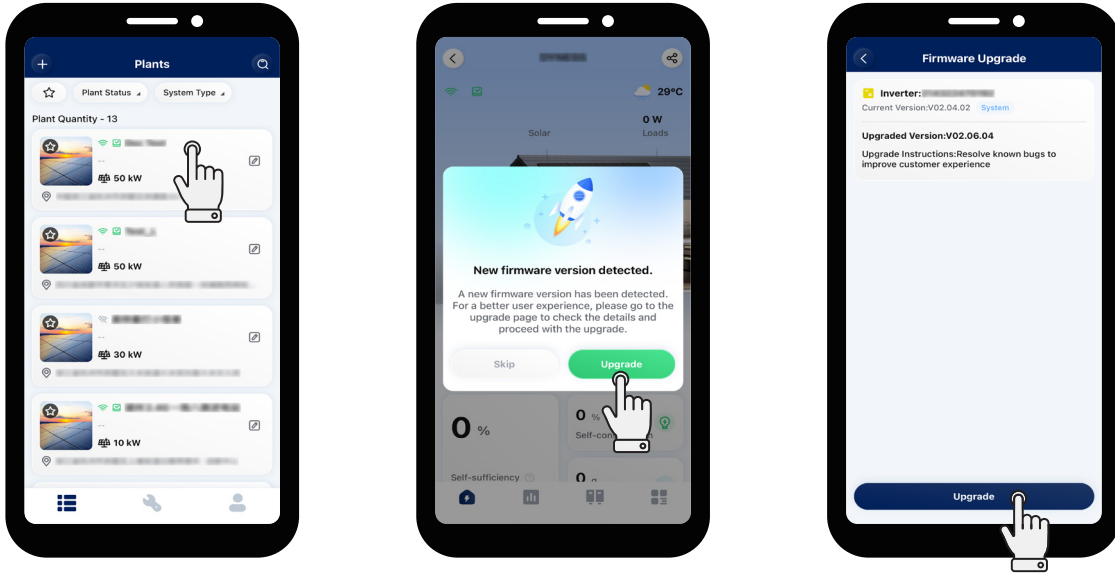 Plants
Plant Status
System Type
Plant Quantity - 13
--
50 kW
--
50 kW
--
30 kW
--
10 kW
29°C
0 W
Solar
Loads
New firmware version detected.
A new firmware version has been detected.
For a better user experience, please go to the
upgrade page to check the details and
proceed with the upgrade.
Skip
Upgrade
0 %
0 %
Self-sufficiency
0
Firmware Upgrade
Inverter:
Current Version:V02.04.02
System
Upgraded Version:V02.06.04
Upgrade Instructions:Resolve known bugs to
improve customer experience
Upgrade